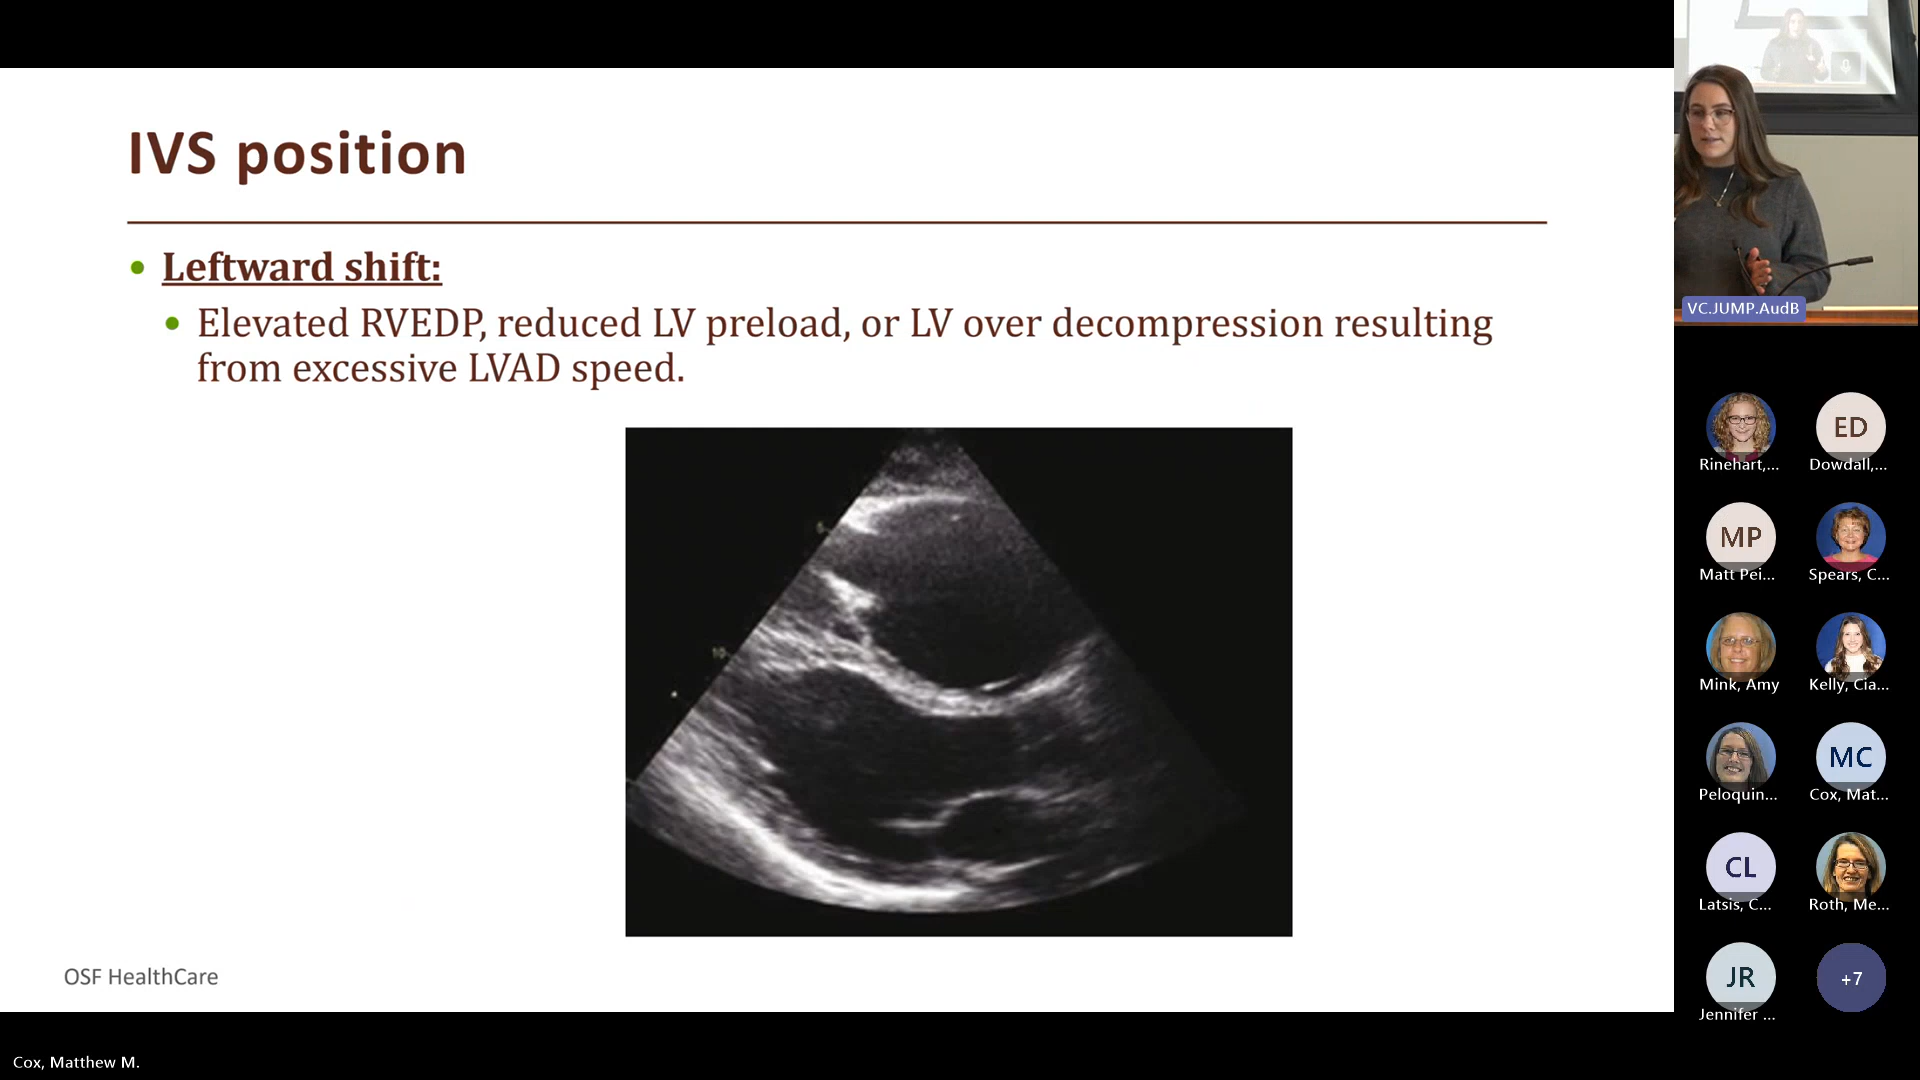 IVS position
Leftward shift:
Elevated RVEDP, reduced LV preload, or LV over decompression resulting
from excessive LVAD speed.
10
OSF HealthCare
VC.JUMP.AudB
Rinehart,...
ED
Dowdall,...
MP
Matt Pei...
Spears, C...
Mink, Amy
Kelly, Cia...
Peloquin...
MC
Cox, Mat...
CL
Latsis, C...
Roth, Me...
JR
Jennifer ...
+7
Cox, Matthew M.